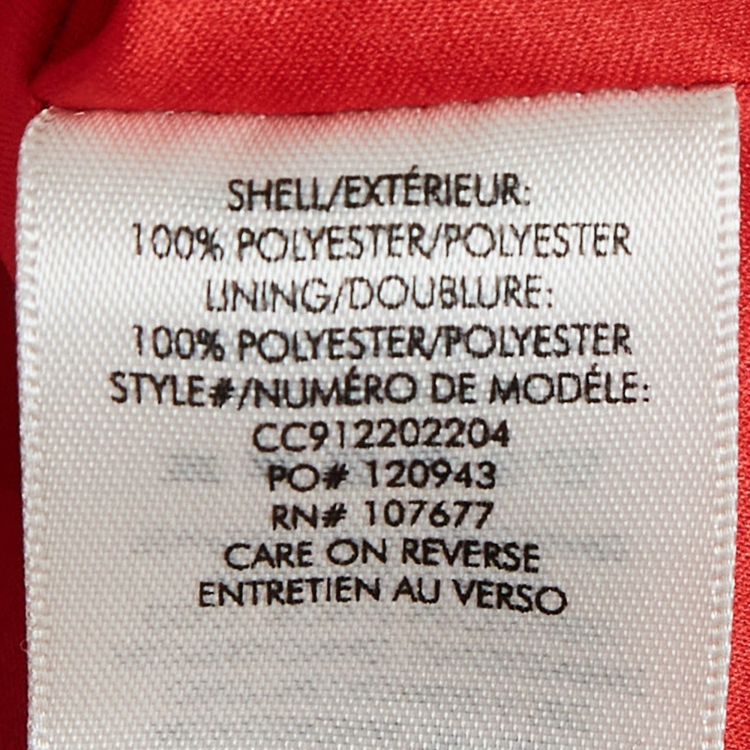 SHELL/EXTÉRIEUR:
100% POLYESTER/POLYESTER
LINING/DOUBLURE:
100% POLYESTER/POLYESTER
STYLE#/NUMÉRO DE MODÉLE:
CC912202204
PO# 120943
RN# 107677
CARE ON REVERSE
ENTRETIEN AU VERSO